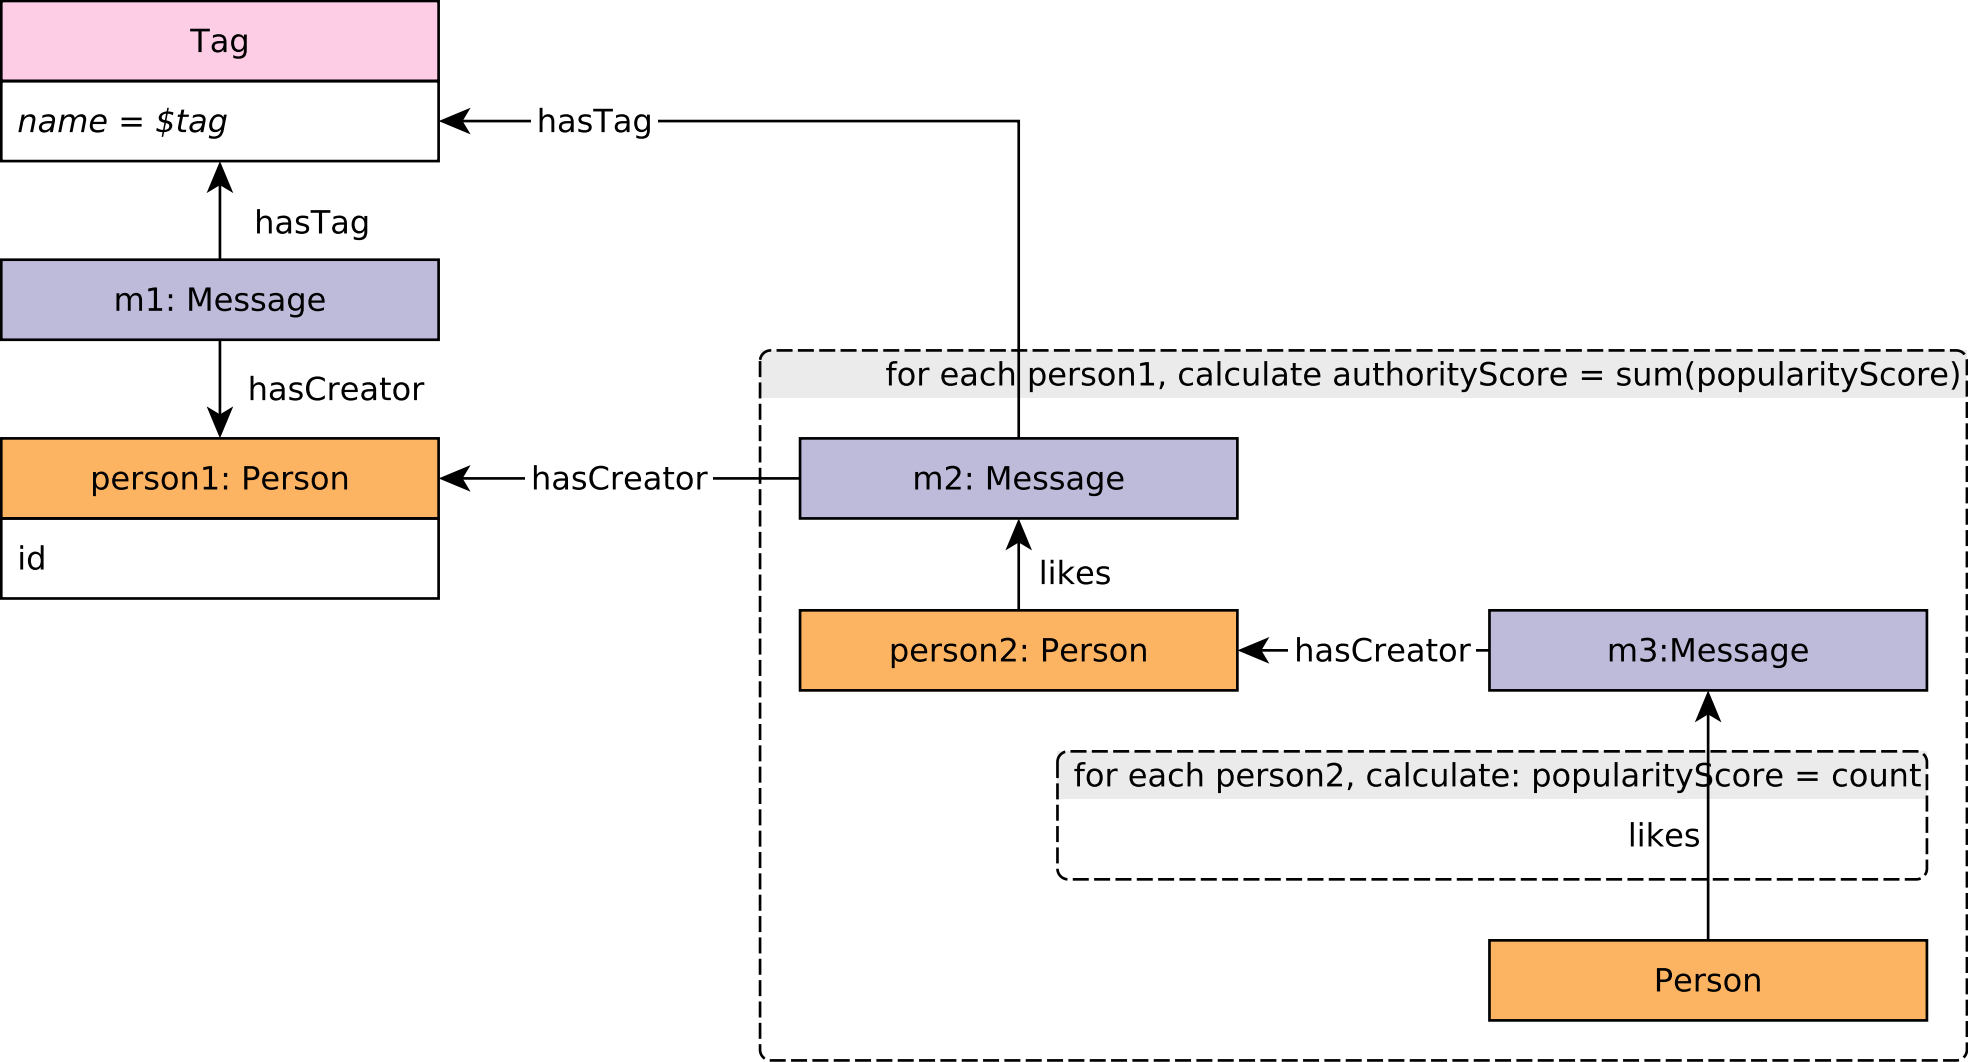 Tag
name = $tag
hasTag
hasTag
m1: Message
hasCreator
for each person1, calculate authorityScore = sum(popularityScore)
person1: Person
hasCreator
m2: Message
id
likes
person2: Person
hasCreator
m3:Message
for each person2, calculate: popularityScore = count
likes
Person